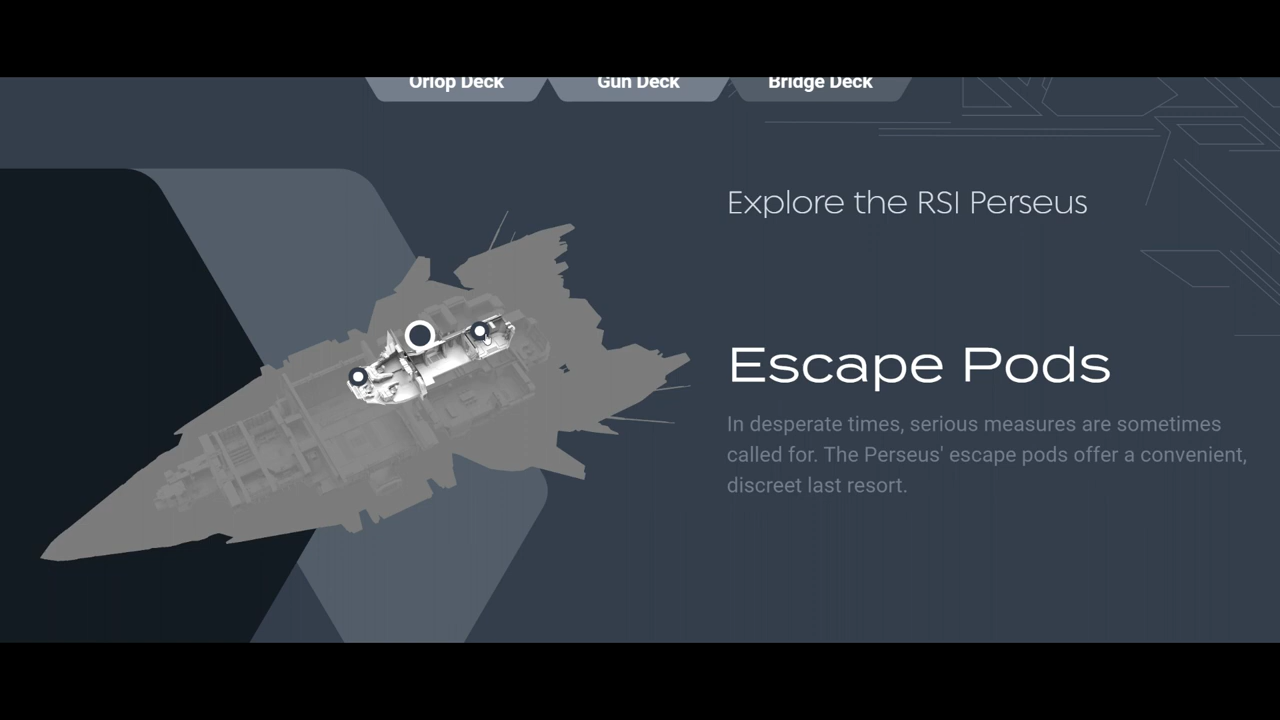 Orlop Deck
Gun Deck
Bridge Deck
Explore the RSI Perseus
Escape Pods
In desperate times, serious measures are sometimes
called for. The Perseus' escape pods offer a convenient,
discreet last resort.